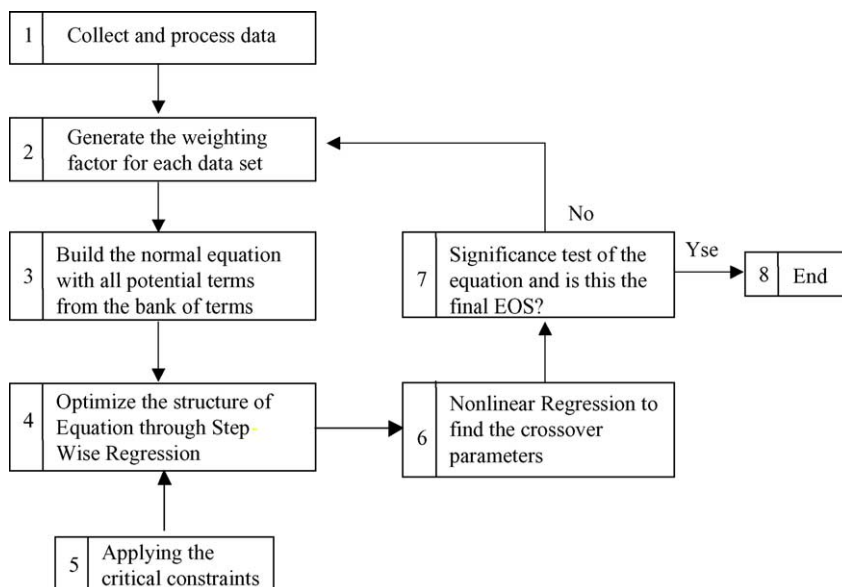 1 Collect and process data
2 Generate the weighting
factor for each data set
3 Build the normal equation
with all potential terms
from the bank of terms
4 Optimize the structure of
Equation through Step-
Wise Regression
5 Applying the
critical constraints
6 Nonlinear Regression to
find the crossover
parameters
7 Significance test of the
equation and is this the
final EOS?
No
Yse
8 End